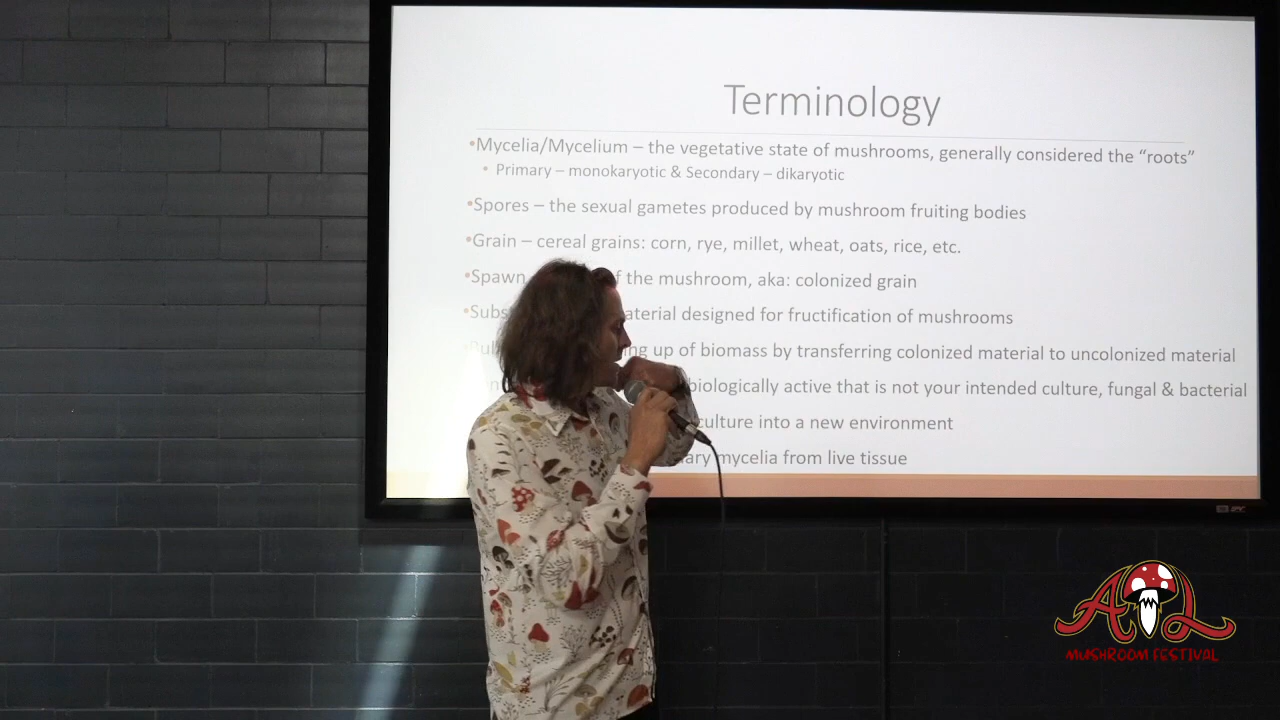 Terminology
•Mycelia/Mycelium – the vegetative state of mushrooms, generally considered the “roots”
• Primary – monokaryotic & Secondary – dikaryotic
•Spores – the sexual gametes produced by mushroom fruiting bodies
•Grain – cereal grains: corn, rye, millet, wheat, oats, rice, etc.
•Spawn of the mushroom, aka: colonized grain
•Subs aterial designed for fructification of mushrooms
ng up of biomass by transferring colonized material to uncolonized material
biologically active that is not your intended culture, fungal & bacterial
culture into a new environment
ary mycelia from live tissue
ATL
MUSHROOM FESTIVAL